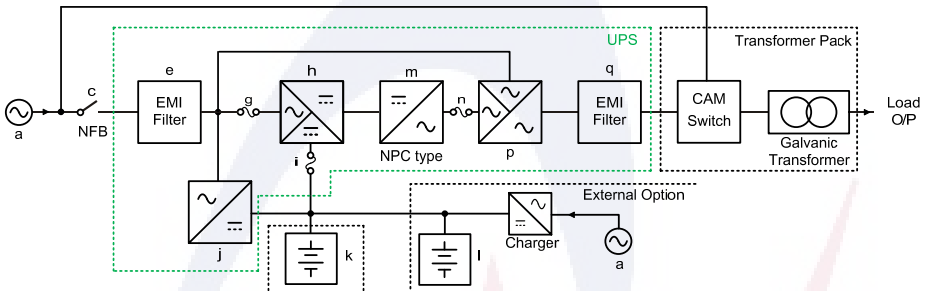 UPS
Transformer Pack
a
c
NFB
e
EMI
Filter
g
h
i
m
NPC type
n
p
q
EMI
Filter
CAM
Switch
Galvanic
Transformer
Load
O/P
j
k
External Option
l
Charger
a